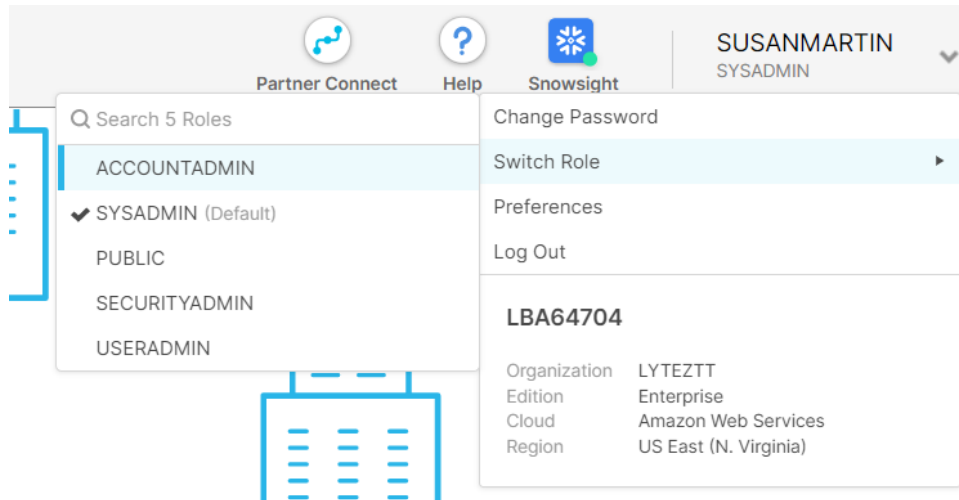 Partner Connect
Help
Snowsight
SUSANMARTIN
SYSADMIN
Search 5 Roles
ACCOUNTADMIN
SYSADMIN (Default)
PUBLIC
SECURITYADMIN
USERADMIN
Change Password
Switch Role
Preferences
Log Out
LBA64704
Organization LYTEZTT
Edition Enterprise
Cloud Amazon Web Services
Region US East (N. Virginia)